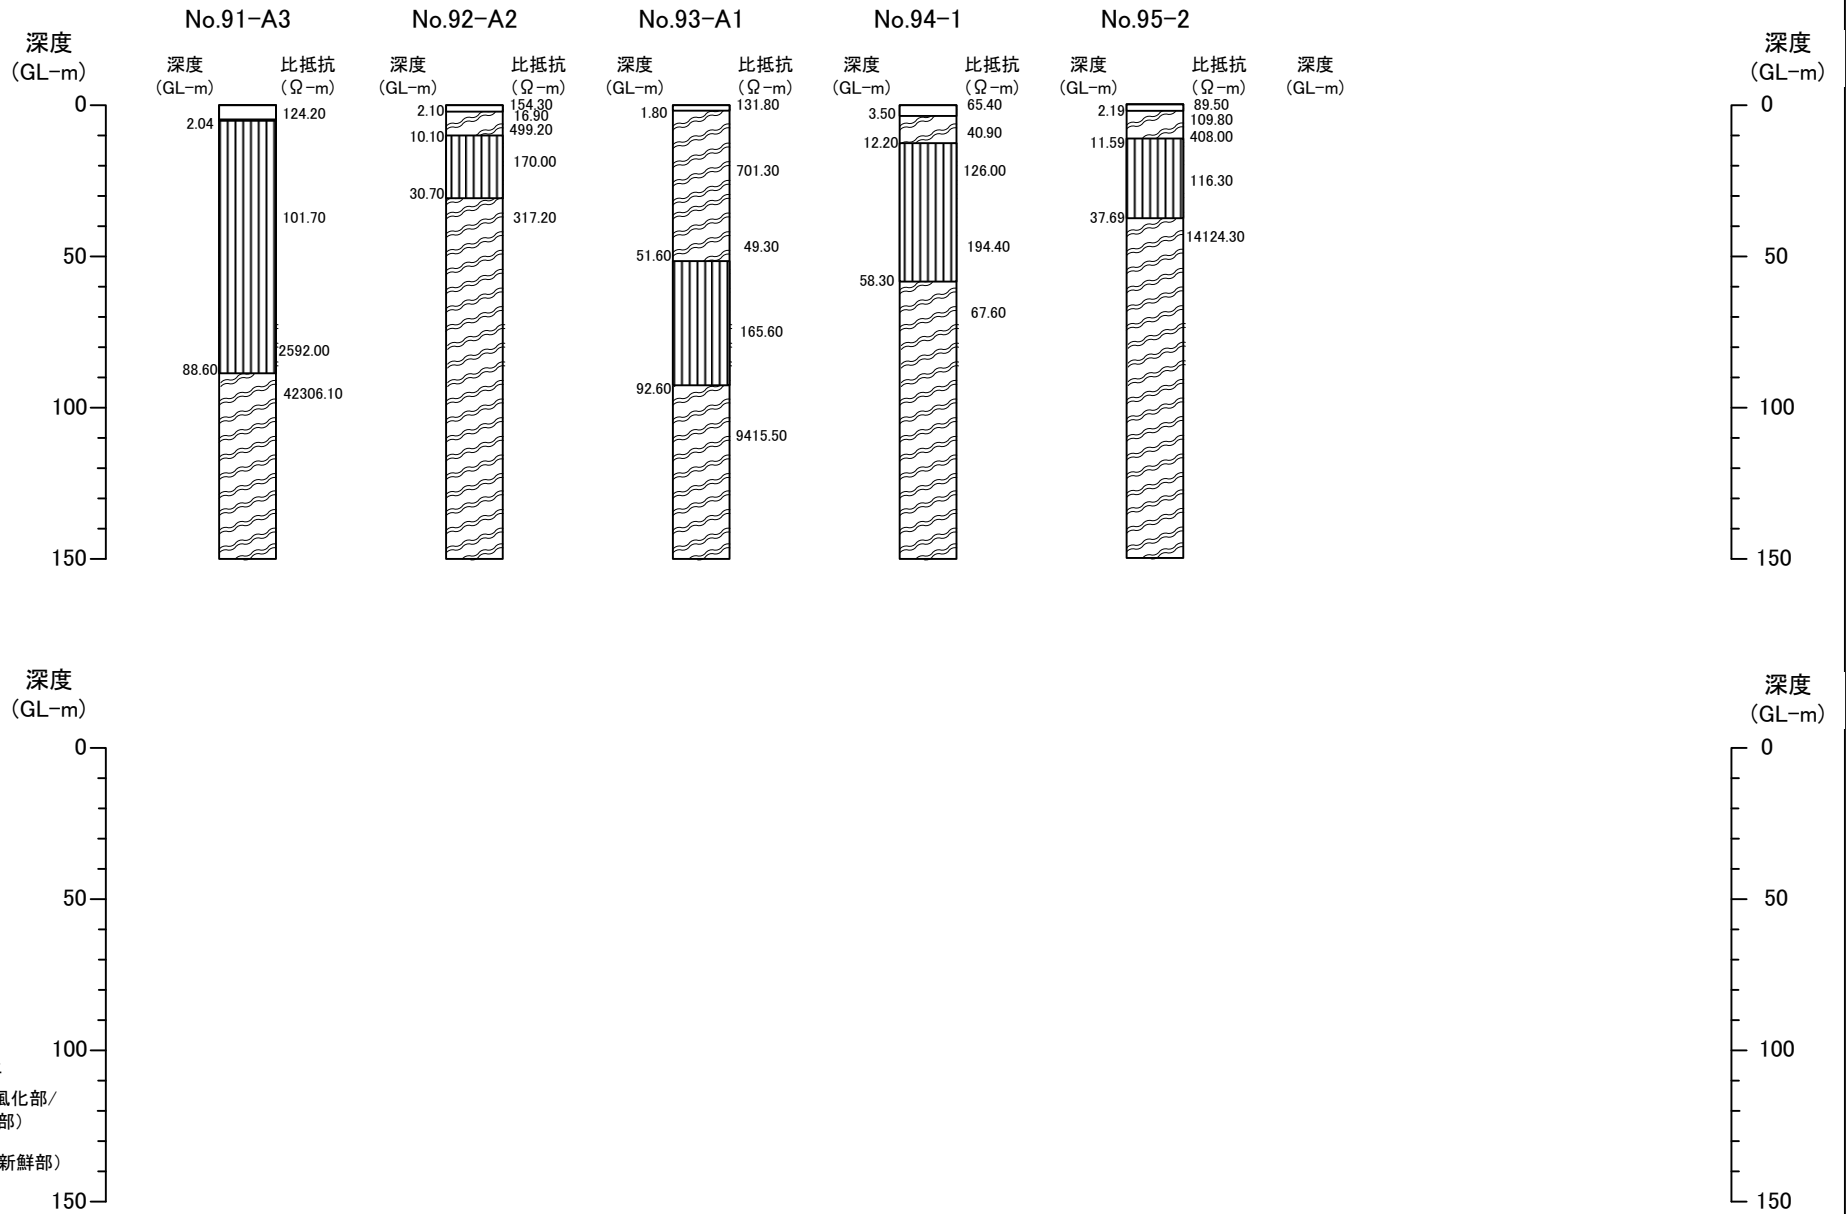 No.91-A3
No.92-A2
No.93-A1
No.94-1
No.95-2
深度
(GL-m)
深度
(GL-m)
比抵抗
(Ω-m)
深度
(GL-m)
比抵抗
(Ω-m)
深度
(GL-m)
比抵抗
(Ω-m)
深度
(GL-m)
比抵抗
(Ω-m)
深度
(GL-m)
比抵抗
(Ω-m)
深度
(GL-m)
深度
(GL-m)
0
50
100
150
2.04
88.60
124.20
101.70
2592.00
42306.10
2.10
10.10
30.70
154.30
16.90
499.20
170.00
317.20
1.80
51.60
92.60
131.80
701.30
49.30
165.60
9415.50
3.50
12.20
58.30
65.40
40.90
126.00
194.40
67.60
2.19
11.59
37.69
89.50
109.80
408.00
116.30
14124.30
0
50
100
150
深度
(GL-m)
0
50
100
150
風化部/
部)
新鮮部)
深度
(GL-m)
0
50
100
150